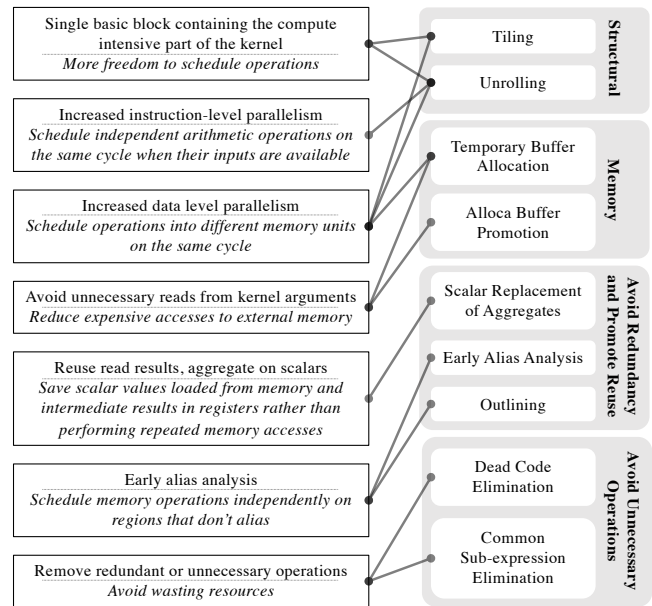 Single basic block containing the compute
intensive part of the kernel
More freedom to schedule operations
Increased instruction-level parallelism
Schedule independent arithmetic operations on
the same cycle when their inputs are available
Increased data level parallelism
Schedule operations into different memory units
on the same cycle
Avoid unnecessary reads from kernel arguments
Reduce expensive accesses to external memory
Reuse read results, aggregate on scalars
Save scalar values loaded from memory and
intermediate results in registers rather than
performing repeated memory accesses
Early alias analysis
Schedule memory operations independently on
regions that don't alias
Remove redundant or unnecessary operations
Avoid wasting resources
Tiling
Unrolling
Structural
Temporary Buffer
Allocation
Alloca Buffer
Promotion
Memory
Scalar Replacement
of Aggregates
Early Alias Analysis
Outlining
Avoid Redundancy
and Promote Reuse
Dead Code
Elimination
Common
Sub-expression
Elimination
Avoid Unnecessary
Operations